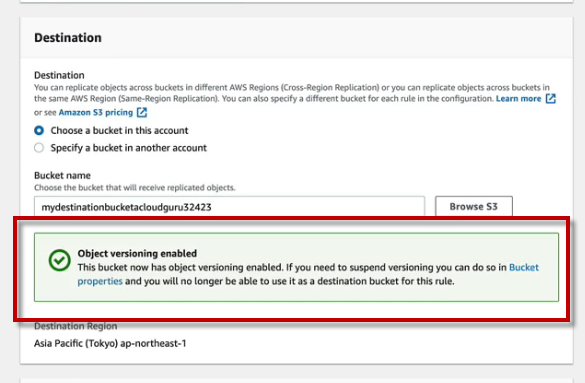 Destination
Destination
You can replicate objects across buckets in different AWS Regions (Cross-Region Replication) or you can replicate objects across buckets in
the same AWS Region (Same-Region Replication). You can also specify a different bucket for each rule in the configuration. Learn more
or see Amazon S3 pricing
Choose a bucket in this account
Specify a bucket in another account
Bucket name
Choose the bucket that will receive replicated objects.
mydestinationbucketacloudguru32423
Browse S3
Object versioning enabled
This bucket now has object versioning enabled. If you need to suspend versioning you can do so in Bucket
properties and you will no longer be able to use it as a destination bucket for this rule.
Destination Region
Asia Pacific (Tokyo) ap-northeast-1